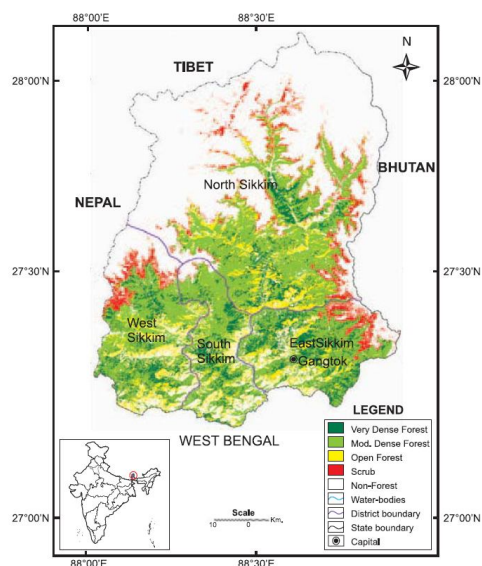 88°00'E
88°30'E
N
TIBET
28°00'N
28°00'N
BHUTAN
North Sikkim
NEPAL
27°30'N
27°30'N
West
Sikkim
South
Sikkim
EastSikkim
Gangtok
LEGEND
WEST BENGAL
Very Dense Forest
Mod. Dense Forest
Open Forest
Scrub
Non-Forest
Water-bodies
District boundary
State boundary
Capital
Scale
10 0 Km.
27°00'N
27°00'N
88°00'E
88°30'E